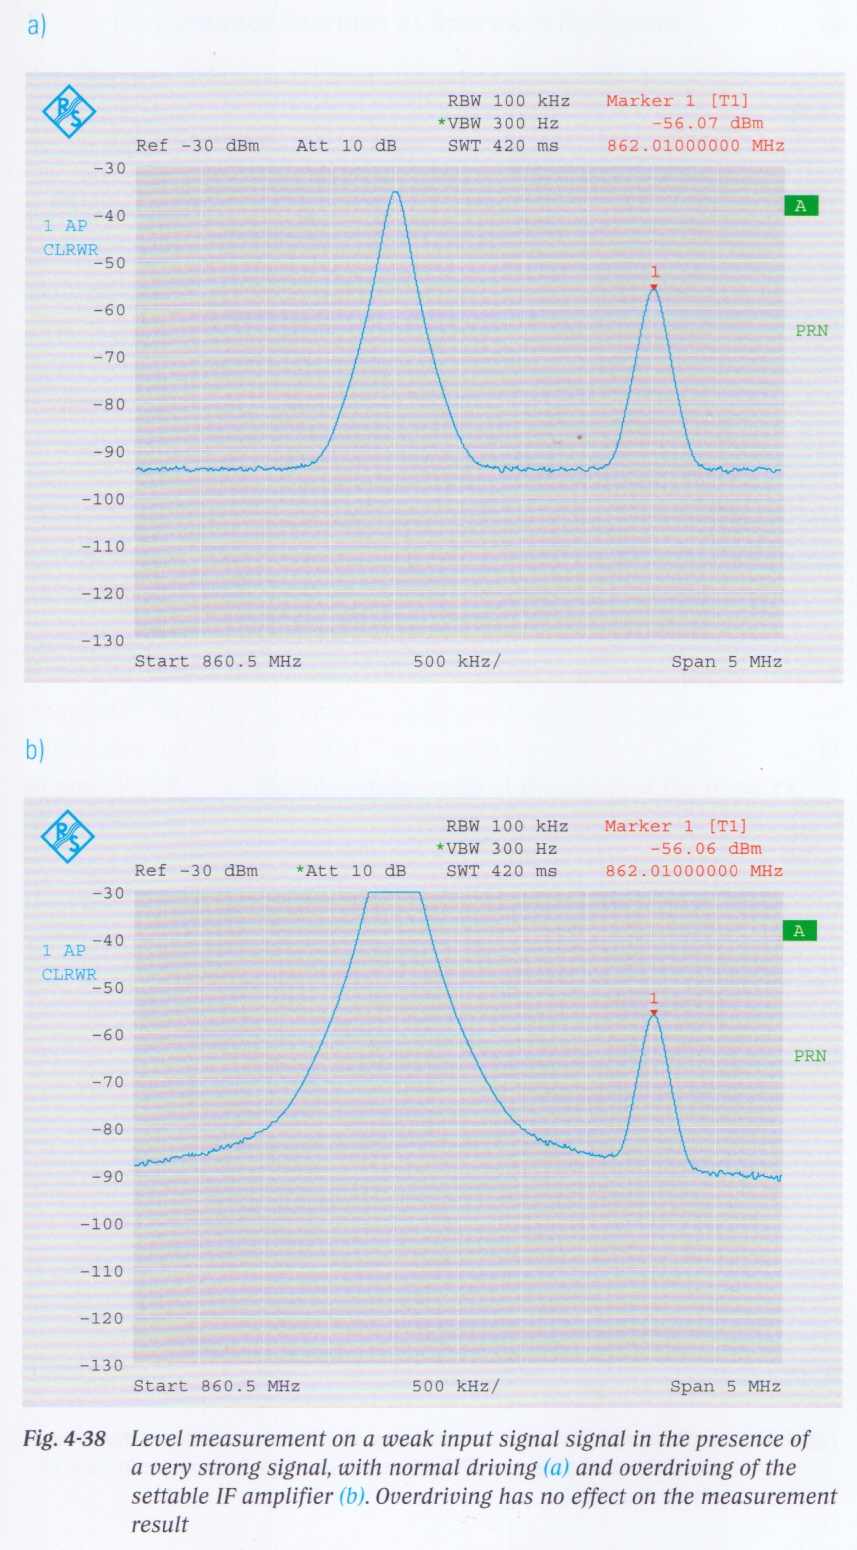 a)
RBW 100 kHz Marker 1 [T1]
*VBW 300 Hz -56.07 dBm
Ref -30 dBm Att 10 dB SWT 420 ms 862.01000000 MHz
-30
A
-40
1 AP
CLRWR
-50
1
-60
PRN
-70
-80
-90
-100
-110
-120
-130
Start 860.5 MHz 500 kHz/ Span 5 MHz
b)
RBW 100 kHz Marker 1 [T1]
*VBW 300 Hz -56.06 dBm
Ref -30 dBm *Att 10 dB SWT 420 ms 862.01000000 MHz
-30
A
-40
1 AP
CLRWR
-50
1
-60
PRN
-70
-80
-90
-100
-110
-120
-130
Start 860.5 MHz 500 kHz/ Span 5 MHz
Fig. 4-38 Level measurement on a weak input signal signal in the presence of
a very strong signal, with normal driving (a) and overdriving of the
settable IF amplifier (b). Overdriving has no effect on the measurement
result